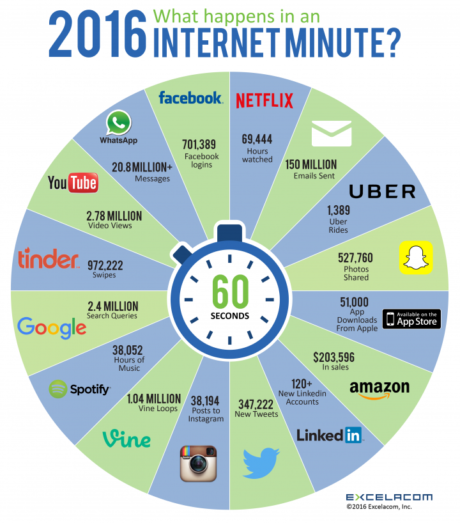 What happens in an
2016 INTERNET MINUTE?
facebook
701,389
Facebook
logins
NETFLIX
69,444
Hours
watched
150 MILLION
Emails Sent
UBER
1,389
Uber
Rides
527,760
Photos
Shared
51,000
App
Downloads
From Apple
Available on the
App Store
$203,596
In sales
amazon
120+
New Linkedin
Accounts
Linked in
347,222
New Tweets
38,194
Posts to
Instagram
1.04 MILLION
Vine Loops
Vine
38,052
Hours of
Music
Spotify
2.4 MILLION
Search Queries
Google
972,222
Swipes
tinder
2.78 MILLION
Video Views
You Tube
20.8 MILLION+
Messages
WhatsApp
60
SECONDS
EXCELACOM
©2016 Excelacom, Inc.